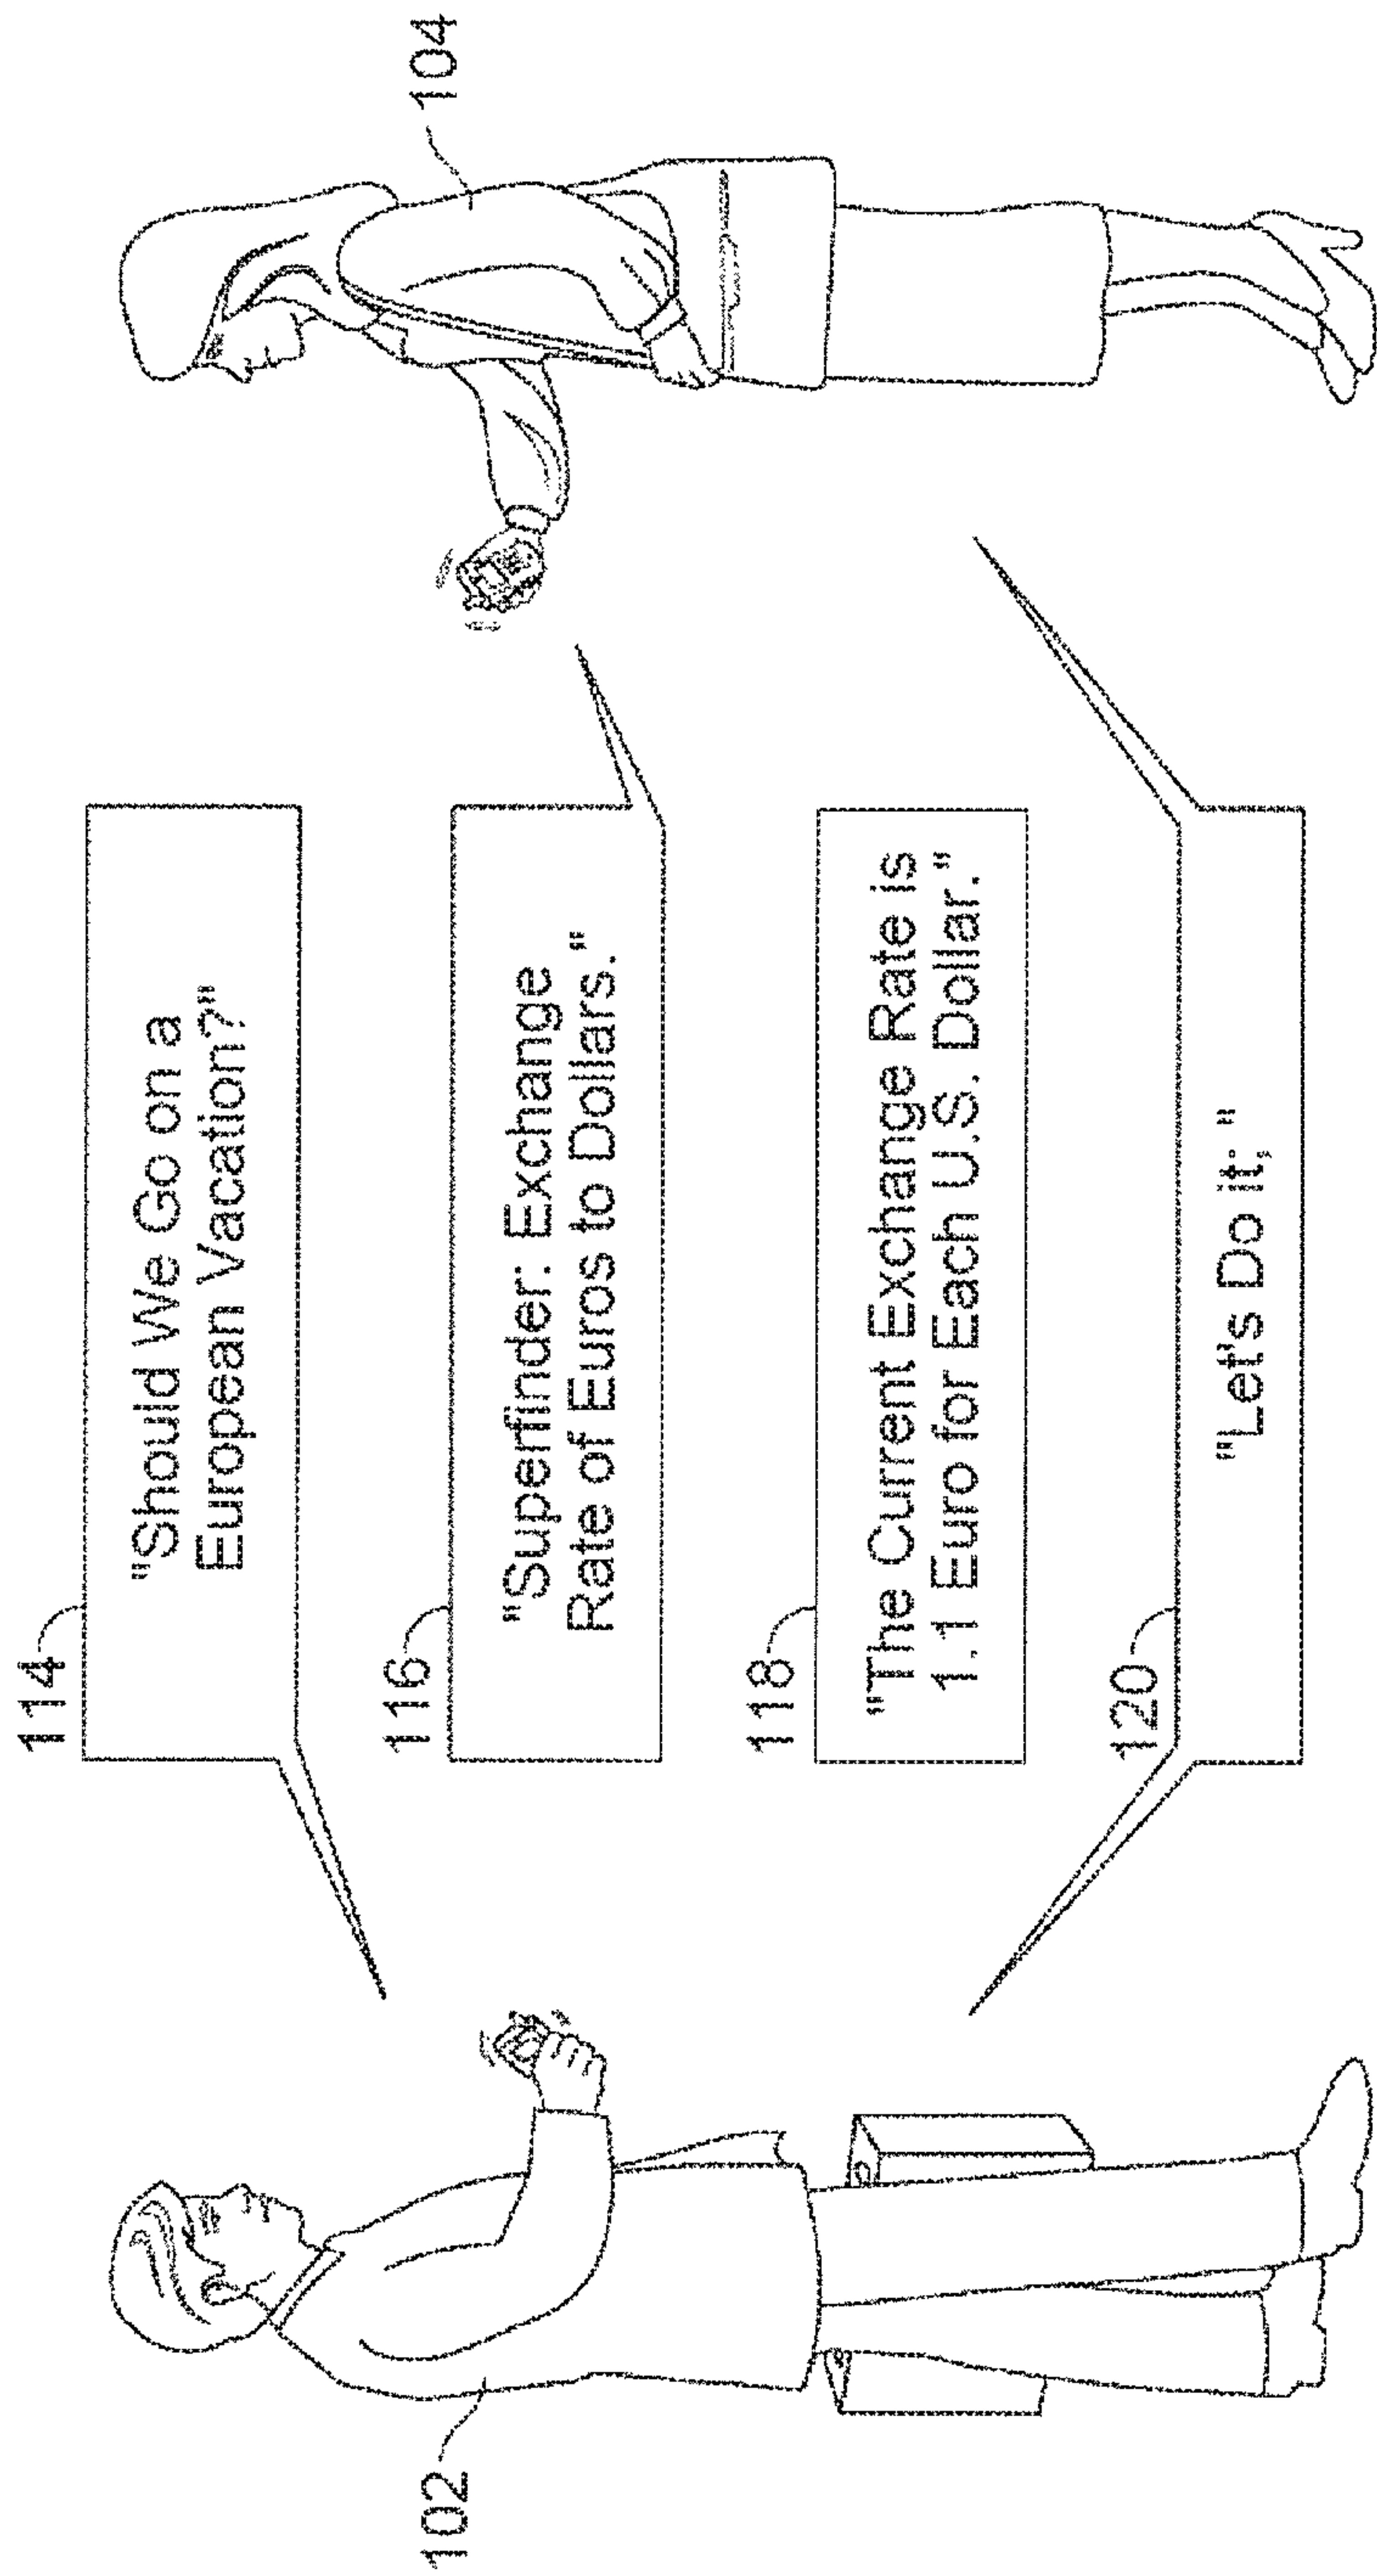 114
"Should We Go on a
European Vacation?"
116
"Superfinder: Exchange
Rate of Euros to Dollars."
118
"The Current Exchange Rate is
1.1 Euro for Each U.S. Dollar."
120
"Let's Do it; "
102
104